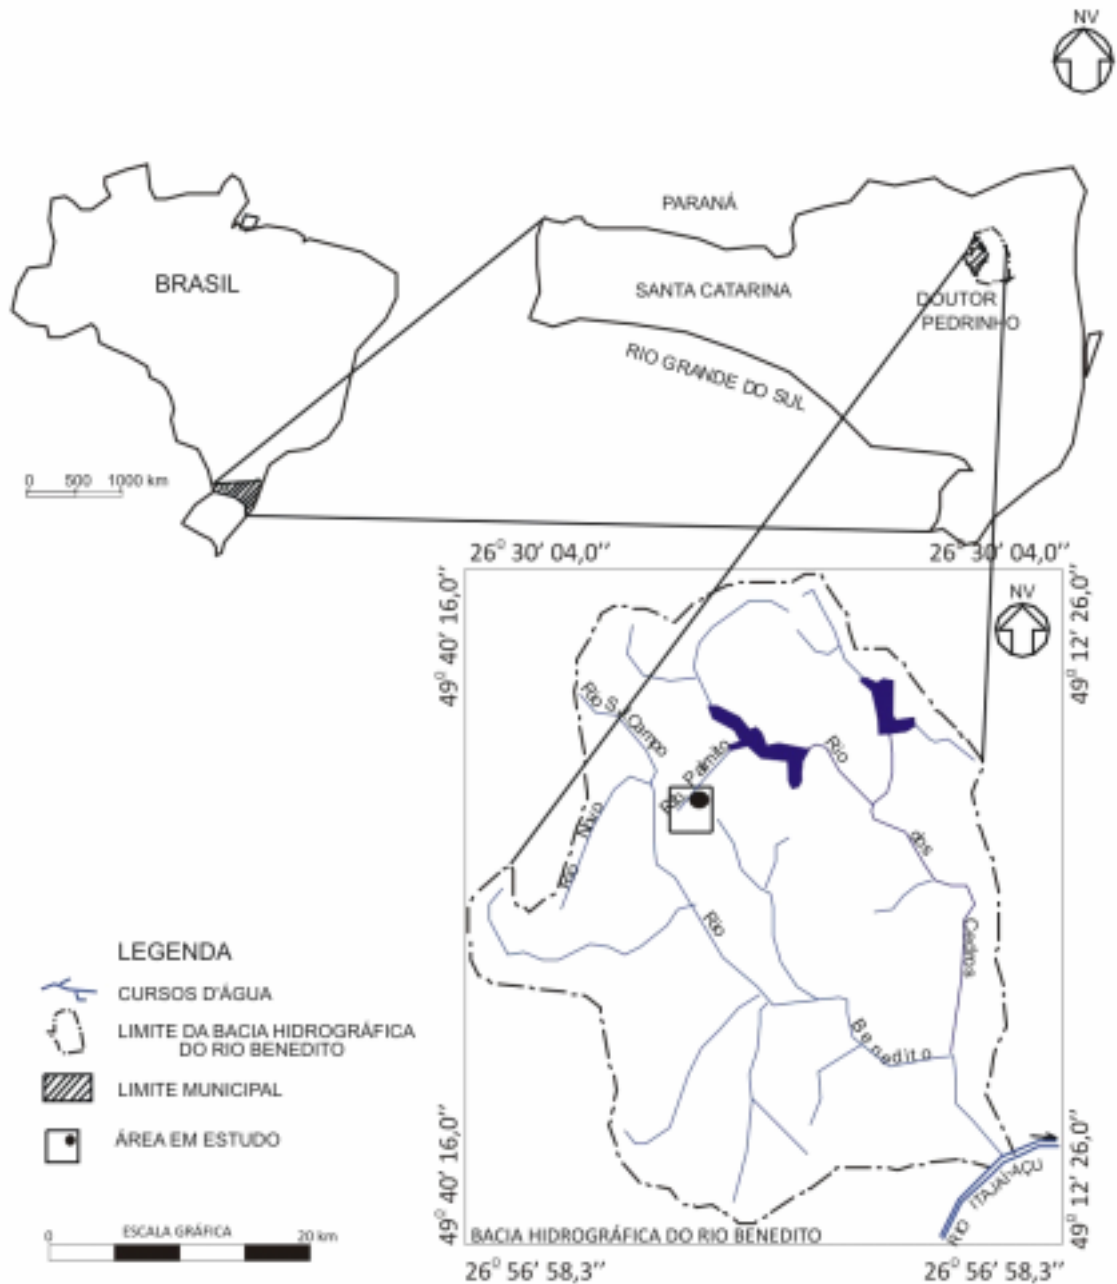 NV
PARANÁ
BRASIL
SANTA CATARINA
DOUTOR
PEDRINHO
RIO GRANDE DO SUL
0 500 1000 km
26° 30' 04,0''
26° 30' 04,0''
49° 40' 16,0''
49° 12' 26,0''
NV
Rio S. Campo
Rio Palmito
Rio
dos
Cedros
Rio Novo
Rio
Benedito
LEGENDA
CURSOS D'ÁGUA
LIMITE DA BACIA HIDROGRÁFICA
DO RIO BENEDITO
LIMITE MUNICIPAL
ÁREA EM ESTUDO
49° 40' 16,0''
49° 12' 26,0''
RIO ITAJAÍ-AÇU
ESCALA GRÁFICA
0 20 km
BACIA HIDROGRÁFICA DO RIO BENEDITO
26° 56' 58,3''
26° 56' 58,3''